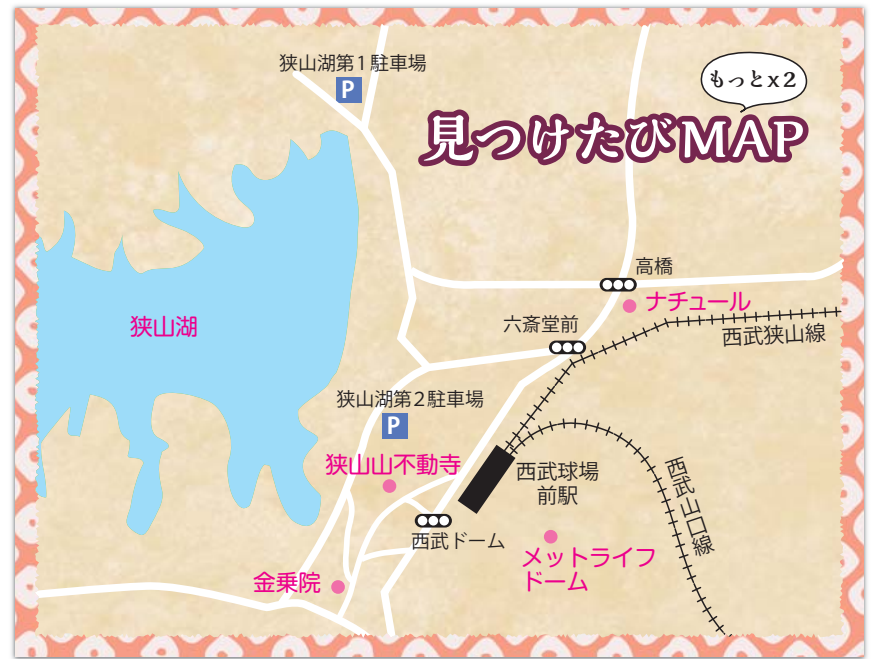 もっとx2
見つけたびMAP
狭山湖第1駐車場
P
高橋
ナチュール
六斎堂前
西武狭山線
狭山湖
狭山湖第2駐車場
P
狭山山不動寺
西武球場
前駅
西武山口線
西武ドーム
メットライフ
ドーム
金乗院